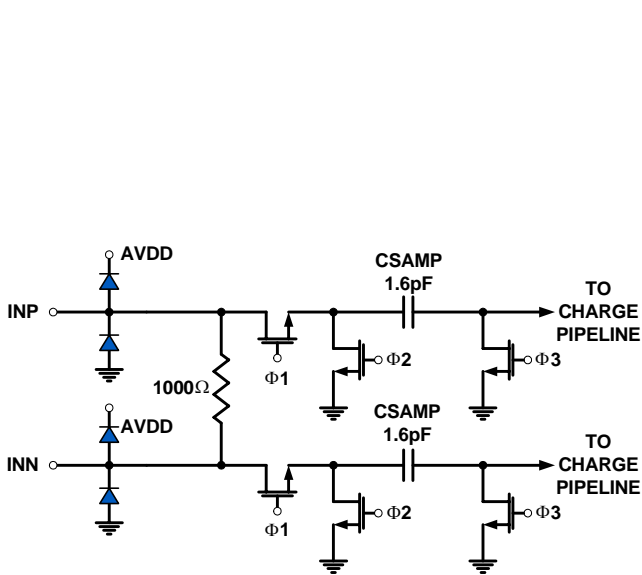 AVDD
CSAMP
1.6pF
INP
TO
CHARGE
PIPELINE
Φ1
Φ2
Φ3
1000Ω
AVDD
CSAMP
1.6pF
INN
TO
CHARGE
PIPELINE
Φ1
Φ2
Φ3